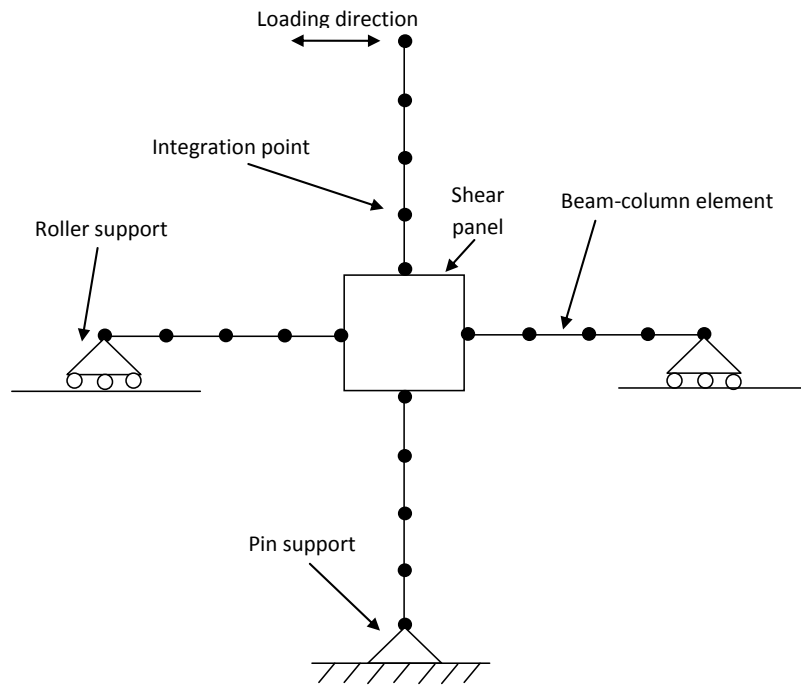 Loading direction
Integration point
Shear
panel
Beam-column element
Roller support
Pin support